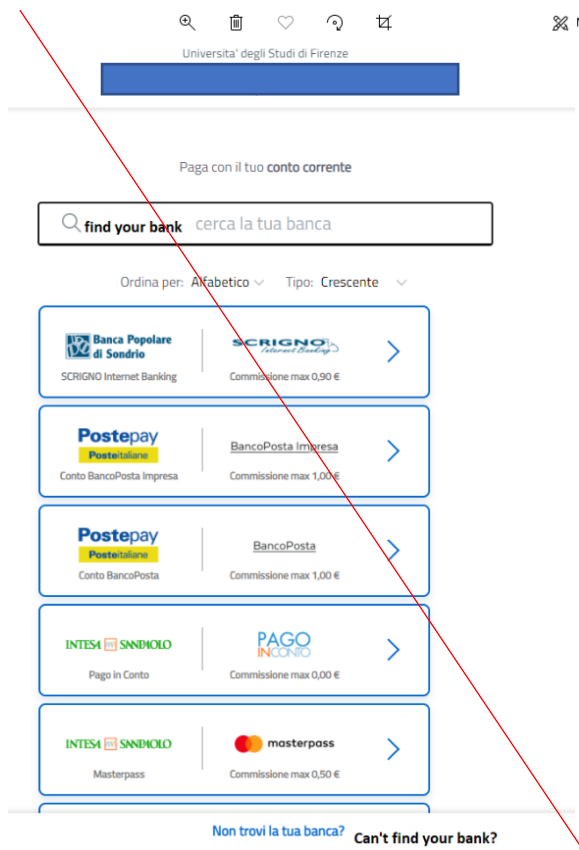 Universita' degli Studi di Firenze
Paga con il tuo conto corrente
find your bank cerca la tua banca
Ordina per: Alfabetico Tipo: Crescente
Banca Popolare
di Sondrio
SCRIGNO
Internet Banking
SCRIGNO Internet Banking
Commissione max 0,90 €
Postepay
Posteitaliane
BancoPosta Impresa
Conto BancoPosta Impresa
Commissione max 1,00 €
Postepay
Posteitaliane
BancoPosta
Conto BancoPosta
Commissione max 1,00 €
INTESA SANPAOLO
PAGO
INCONTO
Pago in Conto
Commissione max 0,00 €
INTESA SANPAOLO
masterpass
Masterpass
Commissione max 0,50 €
Non trovi la tua banca? Can't find your bank?